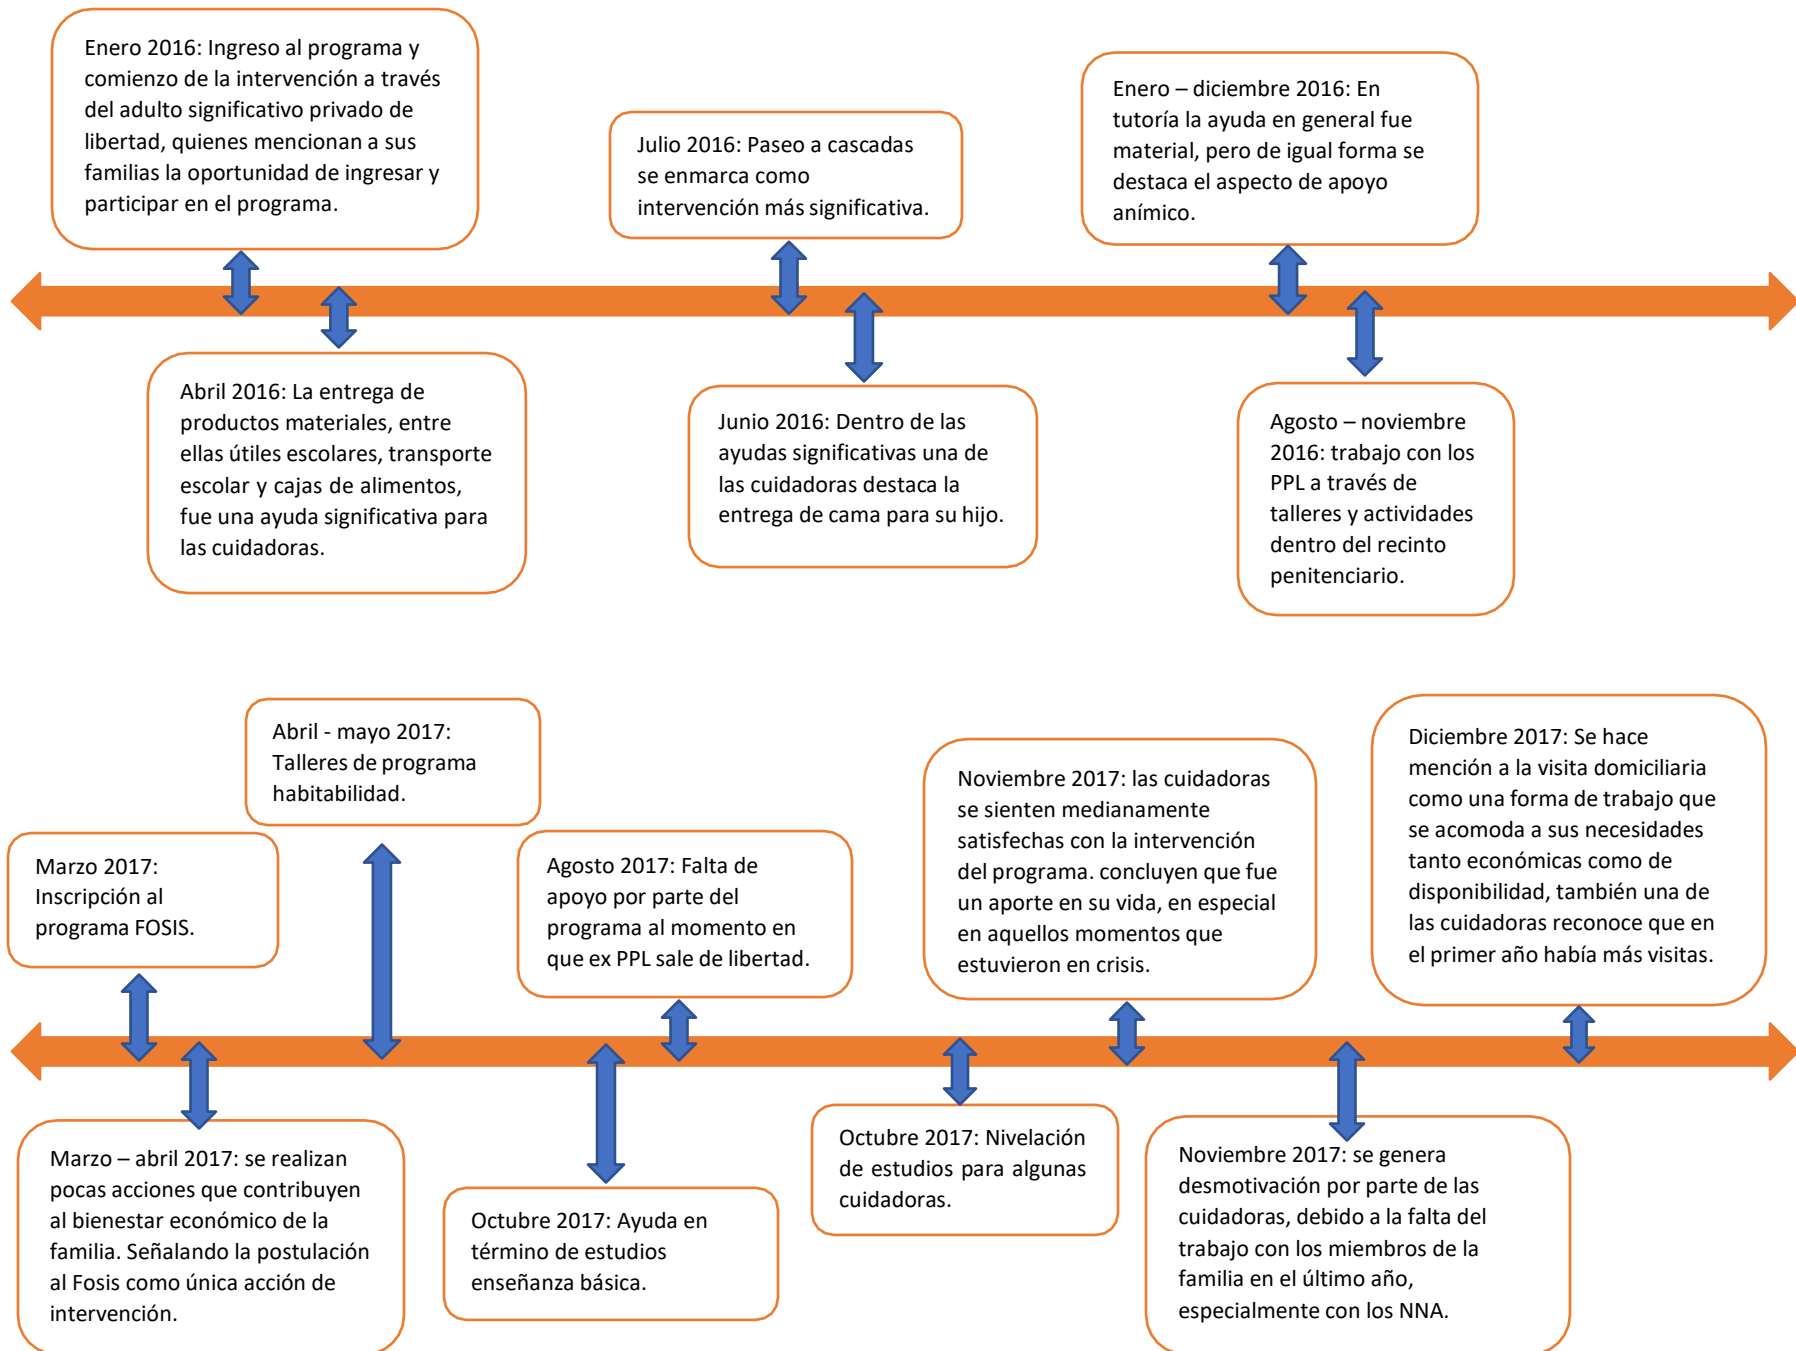 Enero 2016: Ingreso al programa y
comienzo de la intervención a través
del adulto significativo privado de
libertad, quienes mencionan a sus
familias la oportunidad de ingresar y
participar en el programa.
Julio 2016: Paseo a cascadas
se enmarca como
intervención más significativa.
Enero – diciembre 2016: En
tutoría la ayuda en general fue
material, pero de igual forma se
destaca el aspecto de apoyo
anímico.
Abril 2016: La entrega de
productos materiales, entre
ellas útiles escolares, transporte
escolar y cajas de alimentos,
fue una ayuda significativa para
las cuidadoras.
Junio 2016: Dentro de las
ayudas significativas una de
las cuidadoras destaca la
entrega de cama para su hijo.
Agosto – noviembre
2016: trabajo con los
PPL a través de
talleres y actividades
dentro del recinto
penitenciario.
Marzo 2017:
Inscripción al
programa FOSIS.
Abril - mayo 2017:
Talleres de programa
habitabilidad.
Agosto 2017: Falta de
apoyo por parte del
programa al momento en
que ex PPL sale de libertad.
Noviembre 2017: las cuidadoras
se sienten medianamente
satisfechas con la intervención
del programa. concluyen que fue
un aporte en su vida, en especial
en aquellos momentos que
estuvieron en crisis.
Diciembre 2017: Se hace
mención a la visita domiciliaria
como una forma de trabajo que
se acomoda a sus necesidades
tanto económicas como de
disponibilidad, también una de
las cuidadoras reconoce que en
el primer año había más visitas.
Marzo – abril 2017: se realizan
pocas acciones que contribuyen
al bienestar económico de la
familia. Señalando la postulación
al Fosis como única acción de
intervención.
Octubre 2017: Ayuda en
término de estudios
enseñanza básica.
Octubre 2017: Nivelación
de estudios para algunas
cuidadoras.
Noviembre 2017: se genera
desmotivación por parte de las
cuidadoras, debido a la falta del
trabajo con los miembros de la
familia en el último año,
especialmente con los NNA.